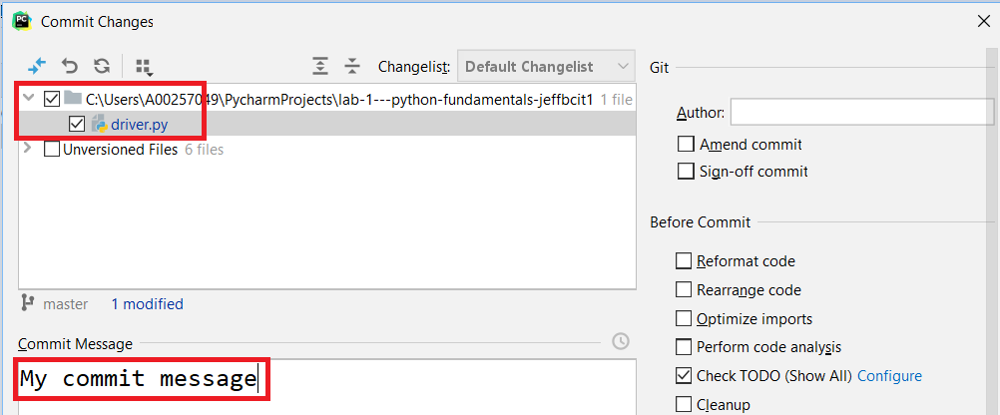 PC
Commit Changes
Changelist: Default Changelist
C:\Users\A00257049\PycharmProjects\lab-1---python-fundamentals-jeffbcit1 1 file
driver.py
Unversioned Files 6 files
master 1 modified
Commit Message
My commit message
Git
Author:
Amend commit
Sign-off commit
Before Commit
Reformat code
Rearrange code
Optimize imports
Perform code analysis
Check TODO (Show All) Configure
Cleanup